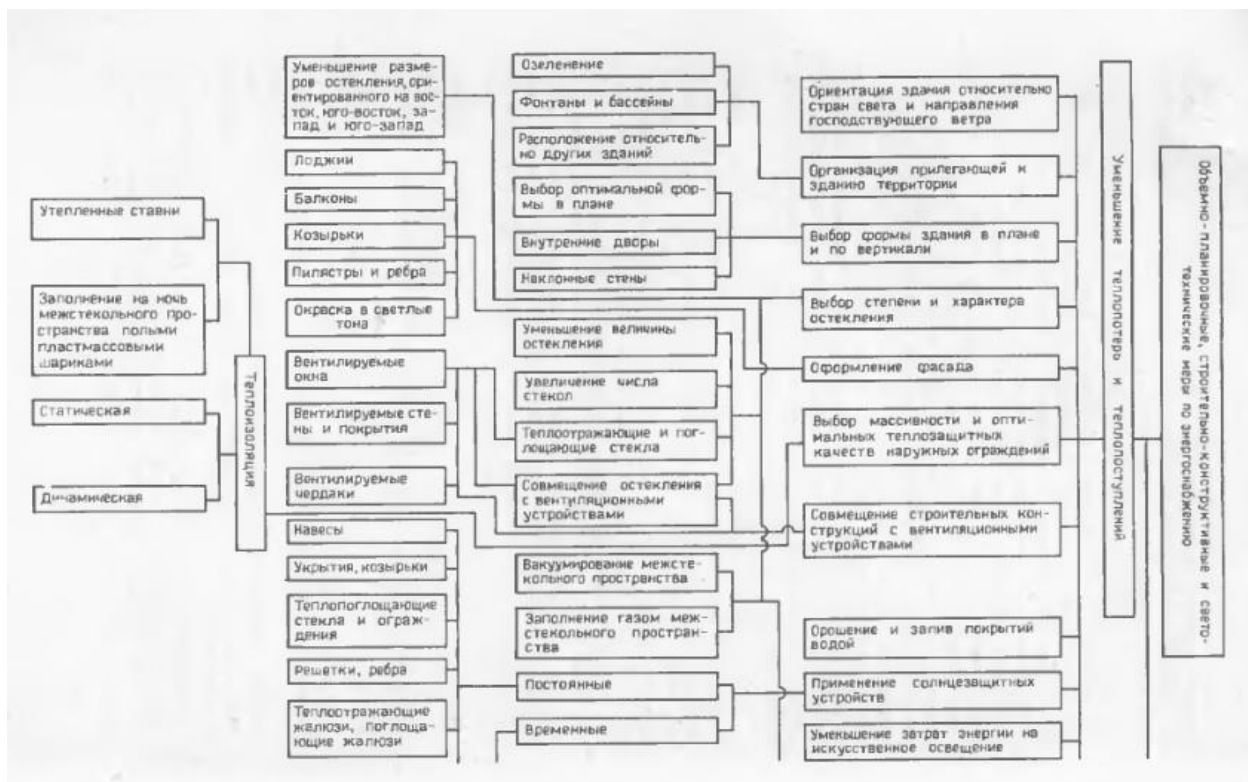 Утепленные ставни
Заполнение на ночь
межстекольного про-
странства полыми
пластмассовыми
шариками
Статическая
Динамическая
Теплоизоляция
Уменьшение разме-
ров остекления, ори-
ентированного на вос-
ток, юго-восток, за-
пад и юго-запад
Лоджии
Балконы
Козырьки
Пилястры и ребра
Окраска в светлые
тона
Вентилируемые
окна
Вентилируемые сте-
ны и покрытия
Вентилируемые
чердаки
Навесы
Укрытия, козырьки
Теплопоглощающие
стекла и ограж-
дения
Решетки, ребра
Теплоотражающие
жалюзи, поглоща-
ющие жалюзи
Озеленение
Фонтаны и бассейны
Расположение относитель-
но других зданий
Выбор оптимальной фор-
мы в плане
Внутренние дворы
Наклонные стены
Уменьшение величины
остекления
Увеличение числа
стекол
Теплоотражающие и пог-
лощающие стекла
Совмещение остекления
с вентиляционными
устройствами
Вакуумирование межсте-
кольного пространства
Заполнение газом меж-
стекольного простран-
ства
Постоянные
Временные
Ориентация здания относительно
стран света и направления
господствующего ветра
Организация прилегающей к
зданию территории
Выбор формы здания в плане
и по вертикали
Выбор степени и характера
остекления
Оформление фасада
Выбор массивности и опти-
мальных теплозащитных
качеств наружных ограждений
Совмещение строительных кон-
струкций с вентиляционными
устройствами
Орошение и залив покрытий
водой
Применение солнцезащитных
устройств
Уменьшение затрат энергии на
искусственное освещение
Уменьшение теплопотерь и теплопоступлений
Объемно-планировочные, строительно-конструктивные и свето-
технические меры по энергоснабжению